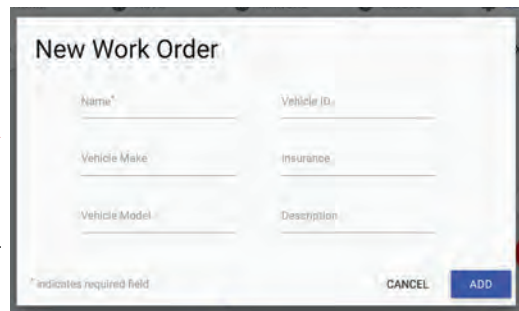 New Work Order
Name* Vehicle ID
Vehicle Make Insurance
Vehicle Model Description
* indicates required field CANCEL ADD